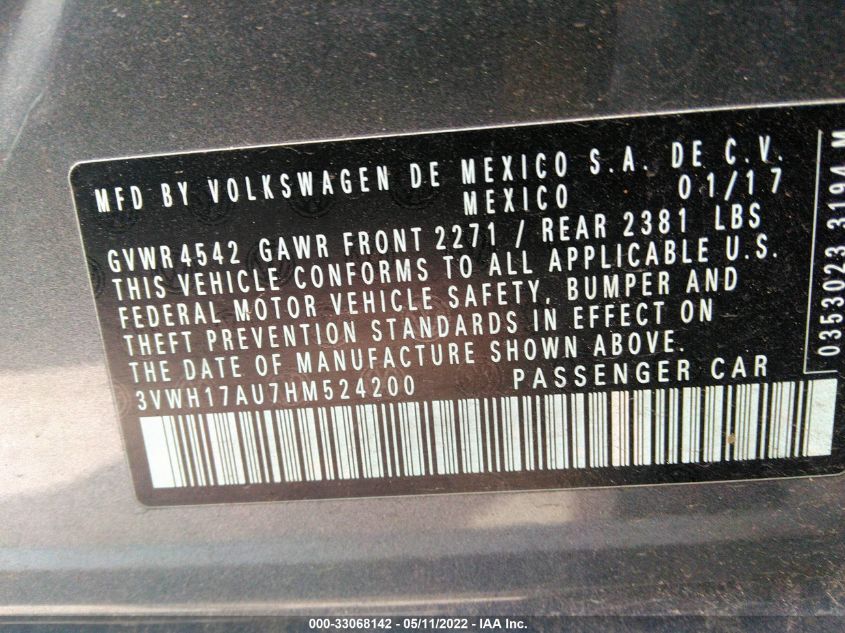 MFD BY VOLKSWAGEN DE MEXICO S.A. DE C.V.
MEXICO 01/17
GVWR4542 GAWR FRONT 2271 / REAR 2381 LBS
THIS VEHICLE CONFORMS TO ALL APPLICABLE U.S.
FEDERAL MOTOR VEHICLE SAFETY, BUMPER AND
THEFT PREVENTION STANDARDS IN EFFECT ON
THE DATE OF MANUFACTURE SHOWN ABOVE.
3VWH17AU7HM524200 PASSENGER CAR
0353023 3194 M
000-33068142 - 05/11/2022 - IAA Inc.